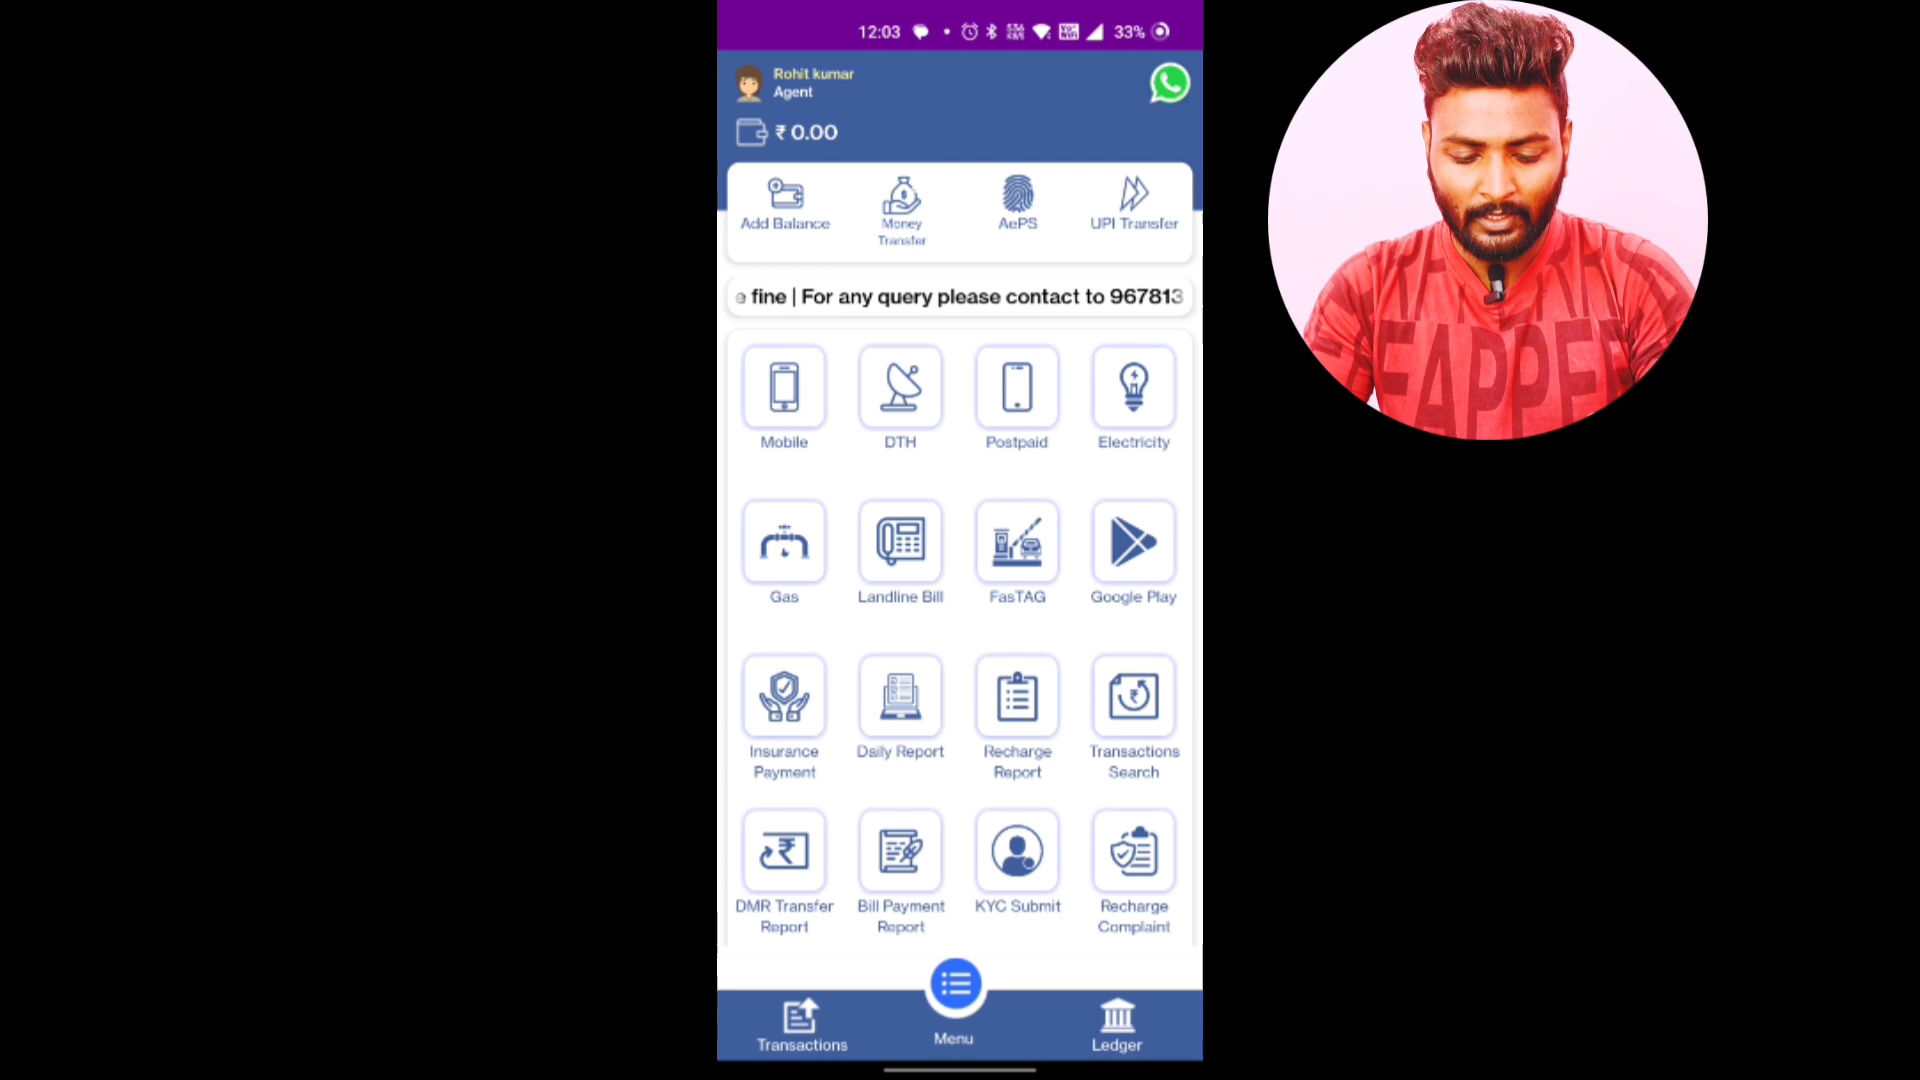 12:03 33%
Rohit kumar
Agent
₹ 0.00
Add Balance
Money
Transfer
AePS
UPI Transfer
e fine | For any query please contact to 967813
Mobile
DTH
Postpaid
Electricity
Gas
Landline Bill
FasTAG
Google Play
Insurance
Payment
Daily Report
Recharge
Report
Transactions
Search
DMR Transfer
Report
Bill Payment
Report
KYC Submit
Recharge
Complaint
Transactions
Menu
Ledger